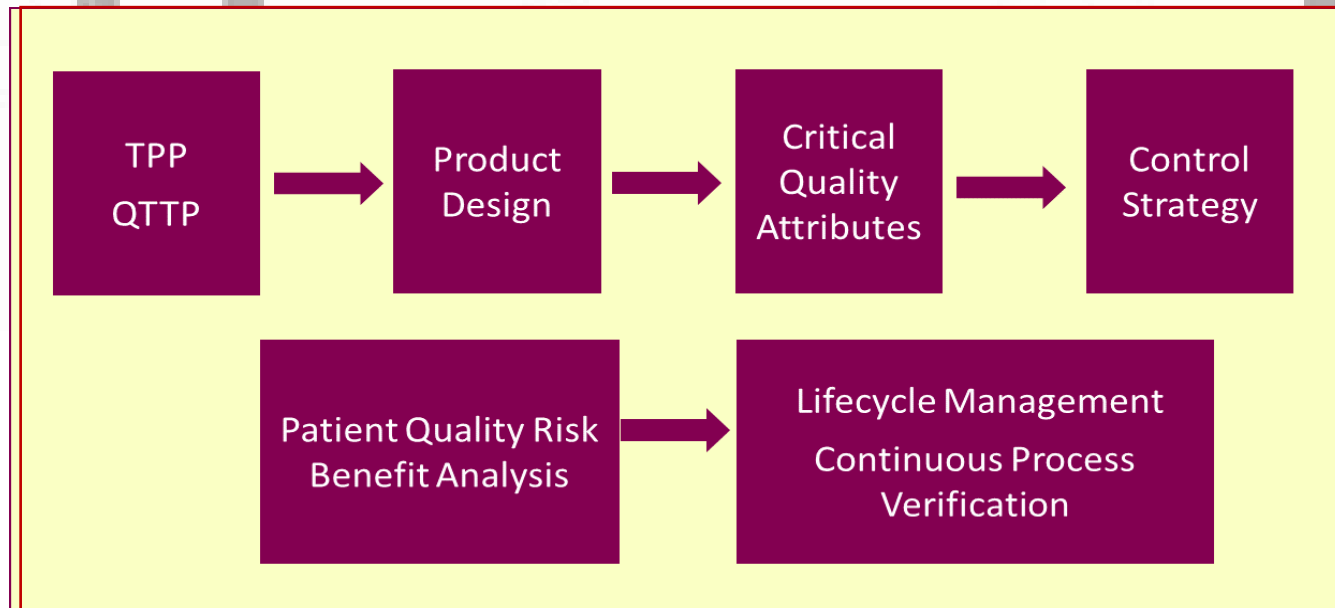 TPP
QTTP
Product
Design
Critical
Quality
Attributes
Control
Strategy
Patient Quality Risk
Benefit Analysis
Lifecycle Management
Continuous Process
Verification